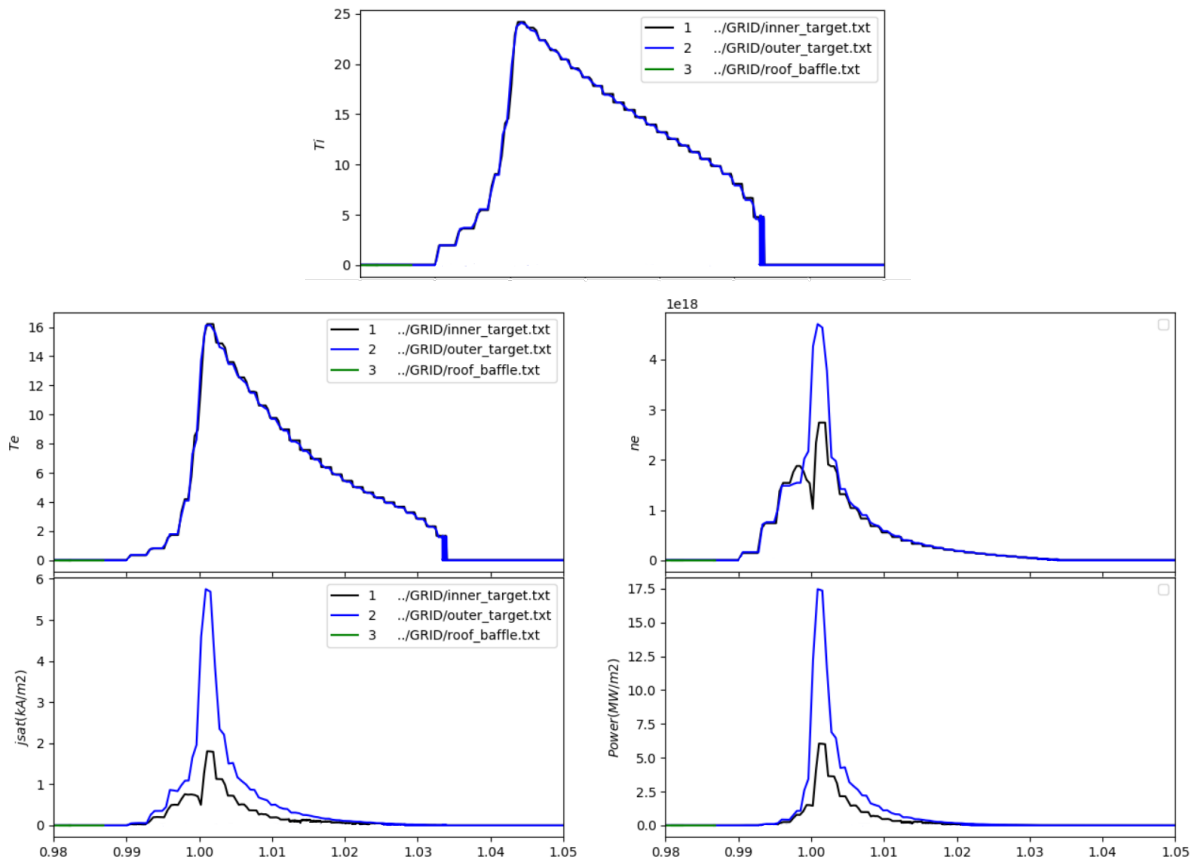 25
20
15
10
5
0
Ti
1 ../GRID/inner_target.txt
2 ../GRID/outer_target.txt
3 ../GRID/roof_baffle.txt
16
14
12
10
8
6
4
2
0
Te
1 ../GRID/inner_target.txt
2 ../GRID/outer_target.txt
3 ../GRID/roof_baffle.txt
1e18
4
3
2
1
0
ne
6
5
4
3
2
1
0
jsat(kA/m2)
1 ../GRID/inner_target.txt
2 ../GRID/outer_target.txt
3 ../GRID/roof_baffle.txt
0.98 0.99 1.00 1.01 1.02 1.03 1.04 1.05
17.5
15.0
12.5
10.0
7.5
5.0
2.5
0.0
Power(MW/m2)
0.98 0.99 1.00 1.01 1.02 1.03 1.04 1.05